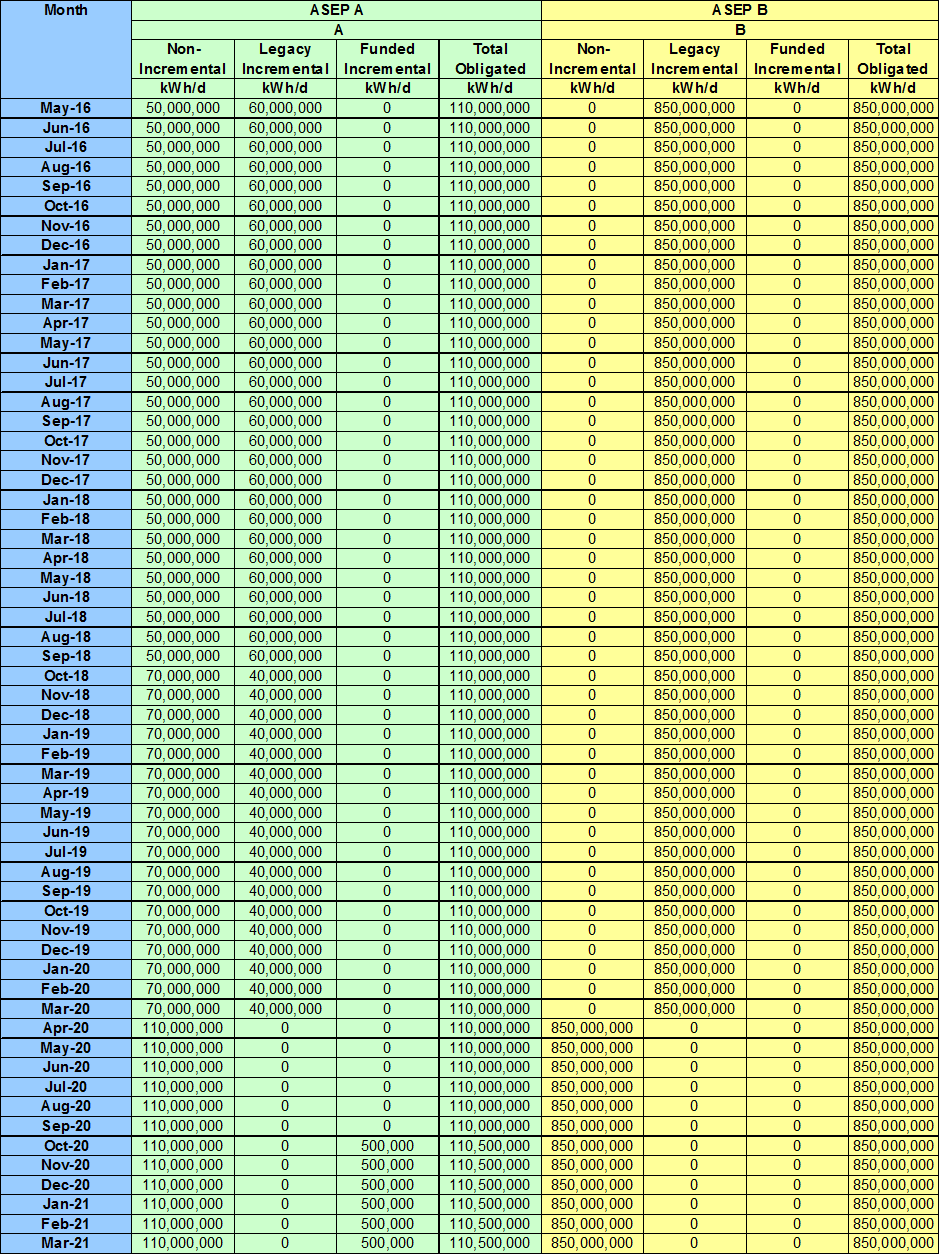 Month ASEP A ASEP B
A B
Non- Legacy Funded Total Non- Legacy Funded Total
Incremental Incremental Incremental Obligated Incremental Incremental Incremental Obligated
kWh/d kWh/d kWh/d kWh/d kWh/d kWh/d kWh/d kWh/d
May-16 50,000,000 60,000,000 0 110,000,000 0 850,000,000 0 850,000,000
Jun-16 50,000,000 60,000,000 0 110,000,000 0 850,000,000 0 850,000,000
Jul-16 50,000,000 60,000,000 0 110,000,000 0 850,000,000 0 850,000,000
Aug-16 50,000,000 60,000,000 0 110,000,000 0 850,000,000 0 850,000,000
Sep-16 50,000,000 60,000,000 0 110,000,000 0 850,000,000 0 850,000,000
Oct-16 50,000,000 60,000,000 0 110,000,000 0 850,000,000 0 850,000,000
Nov-16 50,000,000 60,000,000 0 110,000,000 0 850,000,000 0 850,000,000
Dec-16 50,000,000 60,000,000 0 110,000,000 0 850,000,000 0 850,000,000
Jan-17 50,000,000 60,000,000 0 110,000,000 0 850,000,000 0 850,000,000
Feb-17 50,000,000 60,000,000 0 110,000,000 0 850,000,000 0 850,000,000
Mar-17 50,000,000 60,000,000 0 110,000,000 0 850,000,000 0 850,000,000
Apr-17 50,000,000 60,000,000 0 110,000,000 0 850,000,000 0 850,000,000
May-17 50,000,000 60,000,000 0 110,000,000 0 850,000,000 0 850,000,000
Jun-17 50,000,000 60,000,000 0 110,000,000 0 850,000,000 0 850,000,000
Jul-17 50,000,000 60,000,000 0 110,000,000 0 850,000,000 0 850,000,000
Aug-17 50,000,000 60,000,000 0 110,000,000 0 850,000,000 0 850,000,000
Sep-17 50,000,000 60,000,000 0 110,000,000 0 850,000,000 0 850,000,000
Oct-17 50,000,000 60,000,000 0 110,000,000 0 850,000,000 0 850,000,000
Nov-17 50,000,000 60,000,000 0 110,000,000 0 850,000,000 0 850,000,000
Dec-17 50,000,000 60,000,000 0 110,000,000 0 850,000,000 0 850,000,000
Jan-18 50,000,000 60,000,000 0 110,000,000 0 850,000,000 0 850,000,000
Feb-18 50,000,000 60,000,000 0 110,000,000 0 850,000,000 0 850,000,000
Mar-18 50,000,000 60,000,000 0 110,000,000 0 850,000,000 0 850,000,000
Apr-18 50,000,000 60,000,000 0 110,000,000 0 850,000,000 0 850,000,000
May-18 50,000,000 60,000,000 0 110,000,000 0 850,000,000 0 850,000,000
Jun-18 50,000,000 60,000,000 0 110,000,000 0 850,000,000 0 850,000,000
Jul-18 50,000,000 60,000,000 0 110,000,000 0 850,000,000 0 850,000,000
Aug-18 50,000,000 60,000,000 0 110,000,000 0 850,000,000 0 850,000,000
Sep-18 50,000,000 60,000,000 0 110,000,000 0 850,000,000 0 850,000,000
Oct-18 70,000,000 40,000,000 0 110,000,000 0 850,000,000 0 850,000,000
Nov-18 70,000,000 40,000,000 0 110,000,000 0 850,000,000 0 850,000,000
Dec-18 70,000,000 40,000,000 0 110,000,000 0 850,000,000 0 850,000,000
Jan-19 70,000,000 40,000,000 0 110,000,000 0 850,000,000 0 850,000,000
Feb-19 70,000,000 40,000,000 0 110,000,000 0 850,000,000 0 850,000,000
Mar-19 70,000,000 40,000,000 0 110,000,000 0 850,000,000 0 850,000,000
Apr-19 70,000,000 40,000,000 0 110,000,000 0 850,000,000 0 850,000,000
May-19 70,000,000 40,000,000 0 110,000,000 0 850,000,000 0 850,000,000
Jun-19 70,000,000 40,000,000 0 110,000,000 0 850,000,000 0 850,000,000
Jul-19 70,000,000 40,000,000 0 110,000,000 0 850,000,000 0 850,000,000
Aug-19 70,000,000 40,000,000 0 110,000,000 0 850,000,000 0 850,000,000
Sep-19 70,000,000 40,000,000 0 110,000,000 0 850,000,000 0 850,000,000
Oct-19 70,000,000 40,000,000 0 110,000,000 0 850,000,000 0 850,000,000
Nov-19 70,000,000 40,000,000 0 110,000,000 0 850,000,000 0 850,000,000
Dec-19 70,000,000 40,000,000 0 110,000,000 0 850,000,000 0 850,000,000
Jan-20 70,000,000 40,000,000 0 110,000,000 0 850,000,000 0 850,000,000
Feb-20 70,000,000 40,000,000 0 110,000,000 0 850,000,000 0 850,000,000
Mar-20 70,000,000 40,000,000 0 110,000,000 0 850,000,000 0 850,000,000
Apr-20 110,000,000 0 0 110,000,000 850,000,000 0 0 850,000,000
May-20 110,000,000 0 0 110,000,000 850,000,000 0 0 850,000,000
Jun-20 110,000,000 0 0 110,000,000 850,000,000 0 0 850,000,000
Jul-20 110,000,000 0 0 110,000,000 850,000,000 0 0 850,000,000
Aug-20 110,000,000 0 0 110,000,000 850,000,000 0 0 850,000,000
Sep-20 110,000,000 0 0 110,000,000 850,000,000 0 0 850,000,000
Oct-20 110,000,000 0 500,000 110,500,000 850,000,000 0 0 850,000,000
Nov-20 110,000,000 0 500,000 110,500,000 850,000,000 0 0 850,000,000
Dec-20 110,000,000 0 500,000 110,500,000 850,000,000 0 0 850,000,000
Jan-21 110,000,000 0 500,000 110,500,000 850,000,000 0 0 850,000,000
Feb-21 110,000,000 0 500,000 110,500,000 850,000,000 0 0 850,000,000
Mar-21 110,000,000 0 500,000 110,500,000 850,000,000 0 0 850,000,000